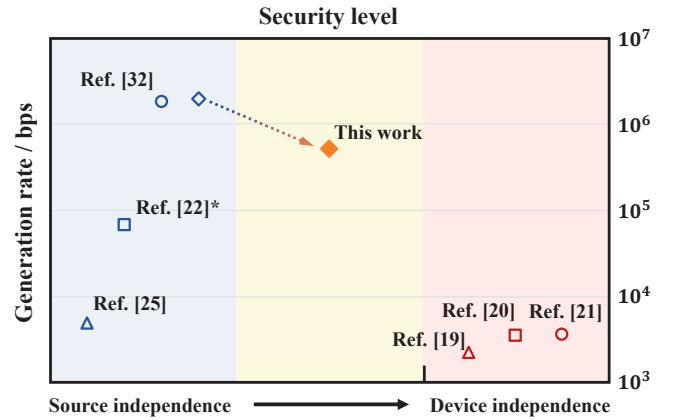 Security level
Generation rate / bps
10⁷
Ref. [32]
10⁶
This work
10⁵
Ref. [22]*
10⁴
Ref. [25]
Ref. [20]
Ref. [21]
Ref. [19]
10³
Source independence
Device independence